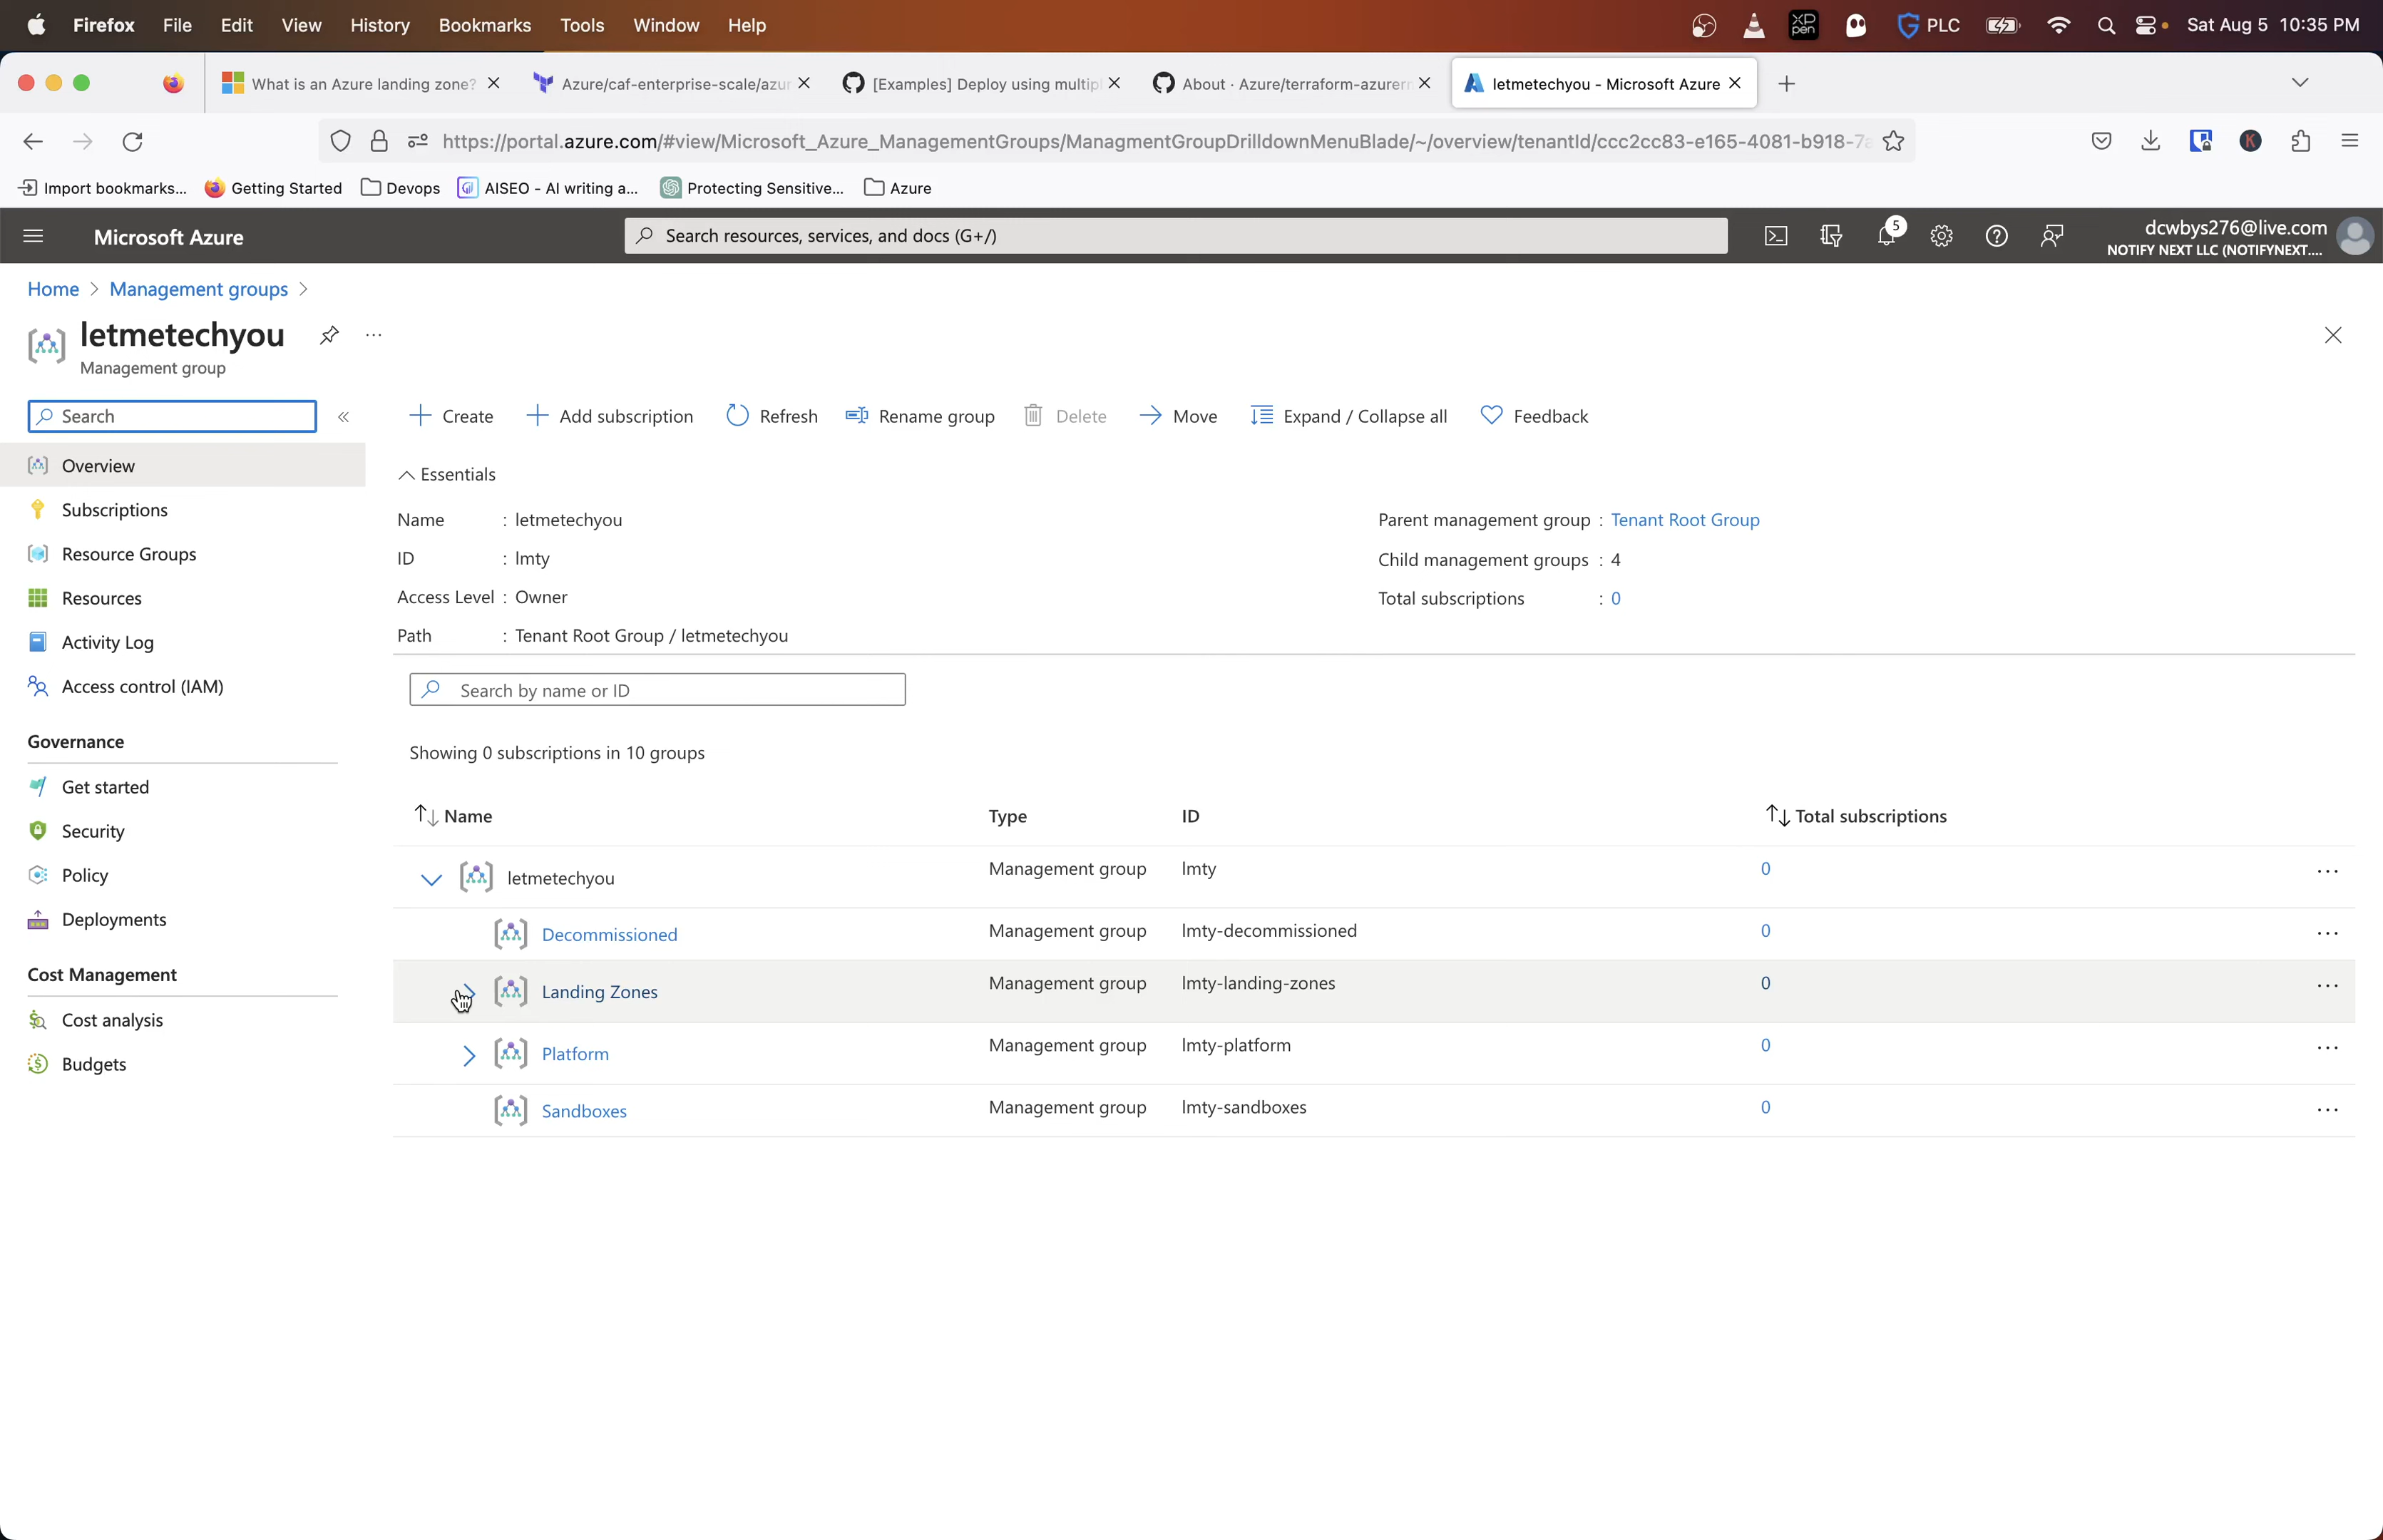 Firefox File Edit View History Bookmarks Tools Window Help
XP pen PLC Sat Aug 5 10:35 PM
What is an Azure landing zone?
Azure/caf-enterprise-scale/azur
[Examples] Deploy using multipl
About · Azure/terraform-azurerm
letmetechyou - Microsoft Azure
https://portal.azure.com/#view/Microsoft_Azure_ManagementGroups/ManagmentGroupDrilldownMenuBlade/~/overview/tenantId/ccc2cc83-e165-4081-b918-7a
Import bookmarks... Getting Started Devops AISEO - AI writing a... Protecting Sensitive... Azure
Microsoft Azure
Search resources, services, and docs (G+/)
5
K
dcwbys276@live.com
NOTIFY NEXT LLC (NOTIFYNEXT....
Home > Management groups >
letmetechyou
Management group
Search
Overview
Subscriptions
Resource Groups
Resources
Activity Log
Access control (IAM)
Governance
Get started
Security
Policy
Deployments
Cost Management
Cost analysis
Budgets
Create Add subscription Refresh Rename group Delete Move Expand / Collapse all Feedback
Essentials
Name : letmetechyou
ID : lmty
Access Level : Owner
Path : Tenant Root Group / letmetechyou
Parent management group : Tenant Root Group
Child management groups : 4
Total subscriptions : 0
Search by name or ID
Showing 0 subscriptions in 10 groups
Name Type ID Total subscriptions
letmetechyou Management group lmty 0 ...
Decommissioned Management group lmty-decommissioned 0 ...
Landing Zones Management group lmty-landing-zones 0 ...
Platform Management group lmty-platform 0 ...
Sandboxes Management group lmty-sandboxes 0 ...